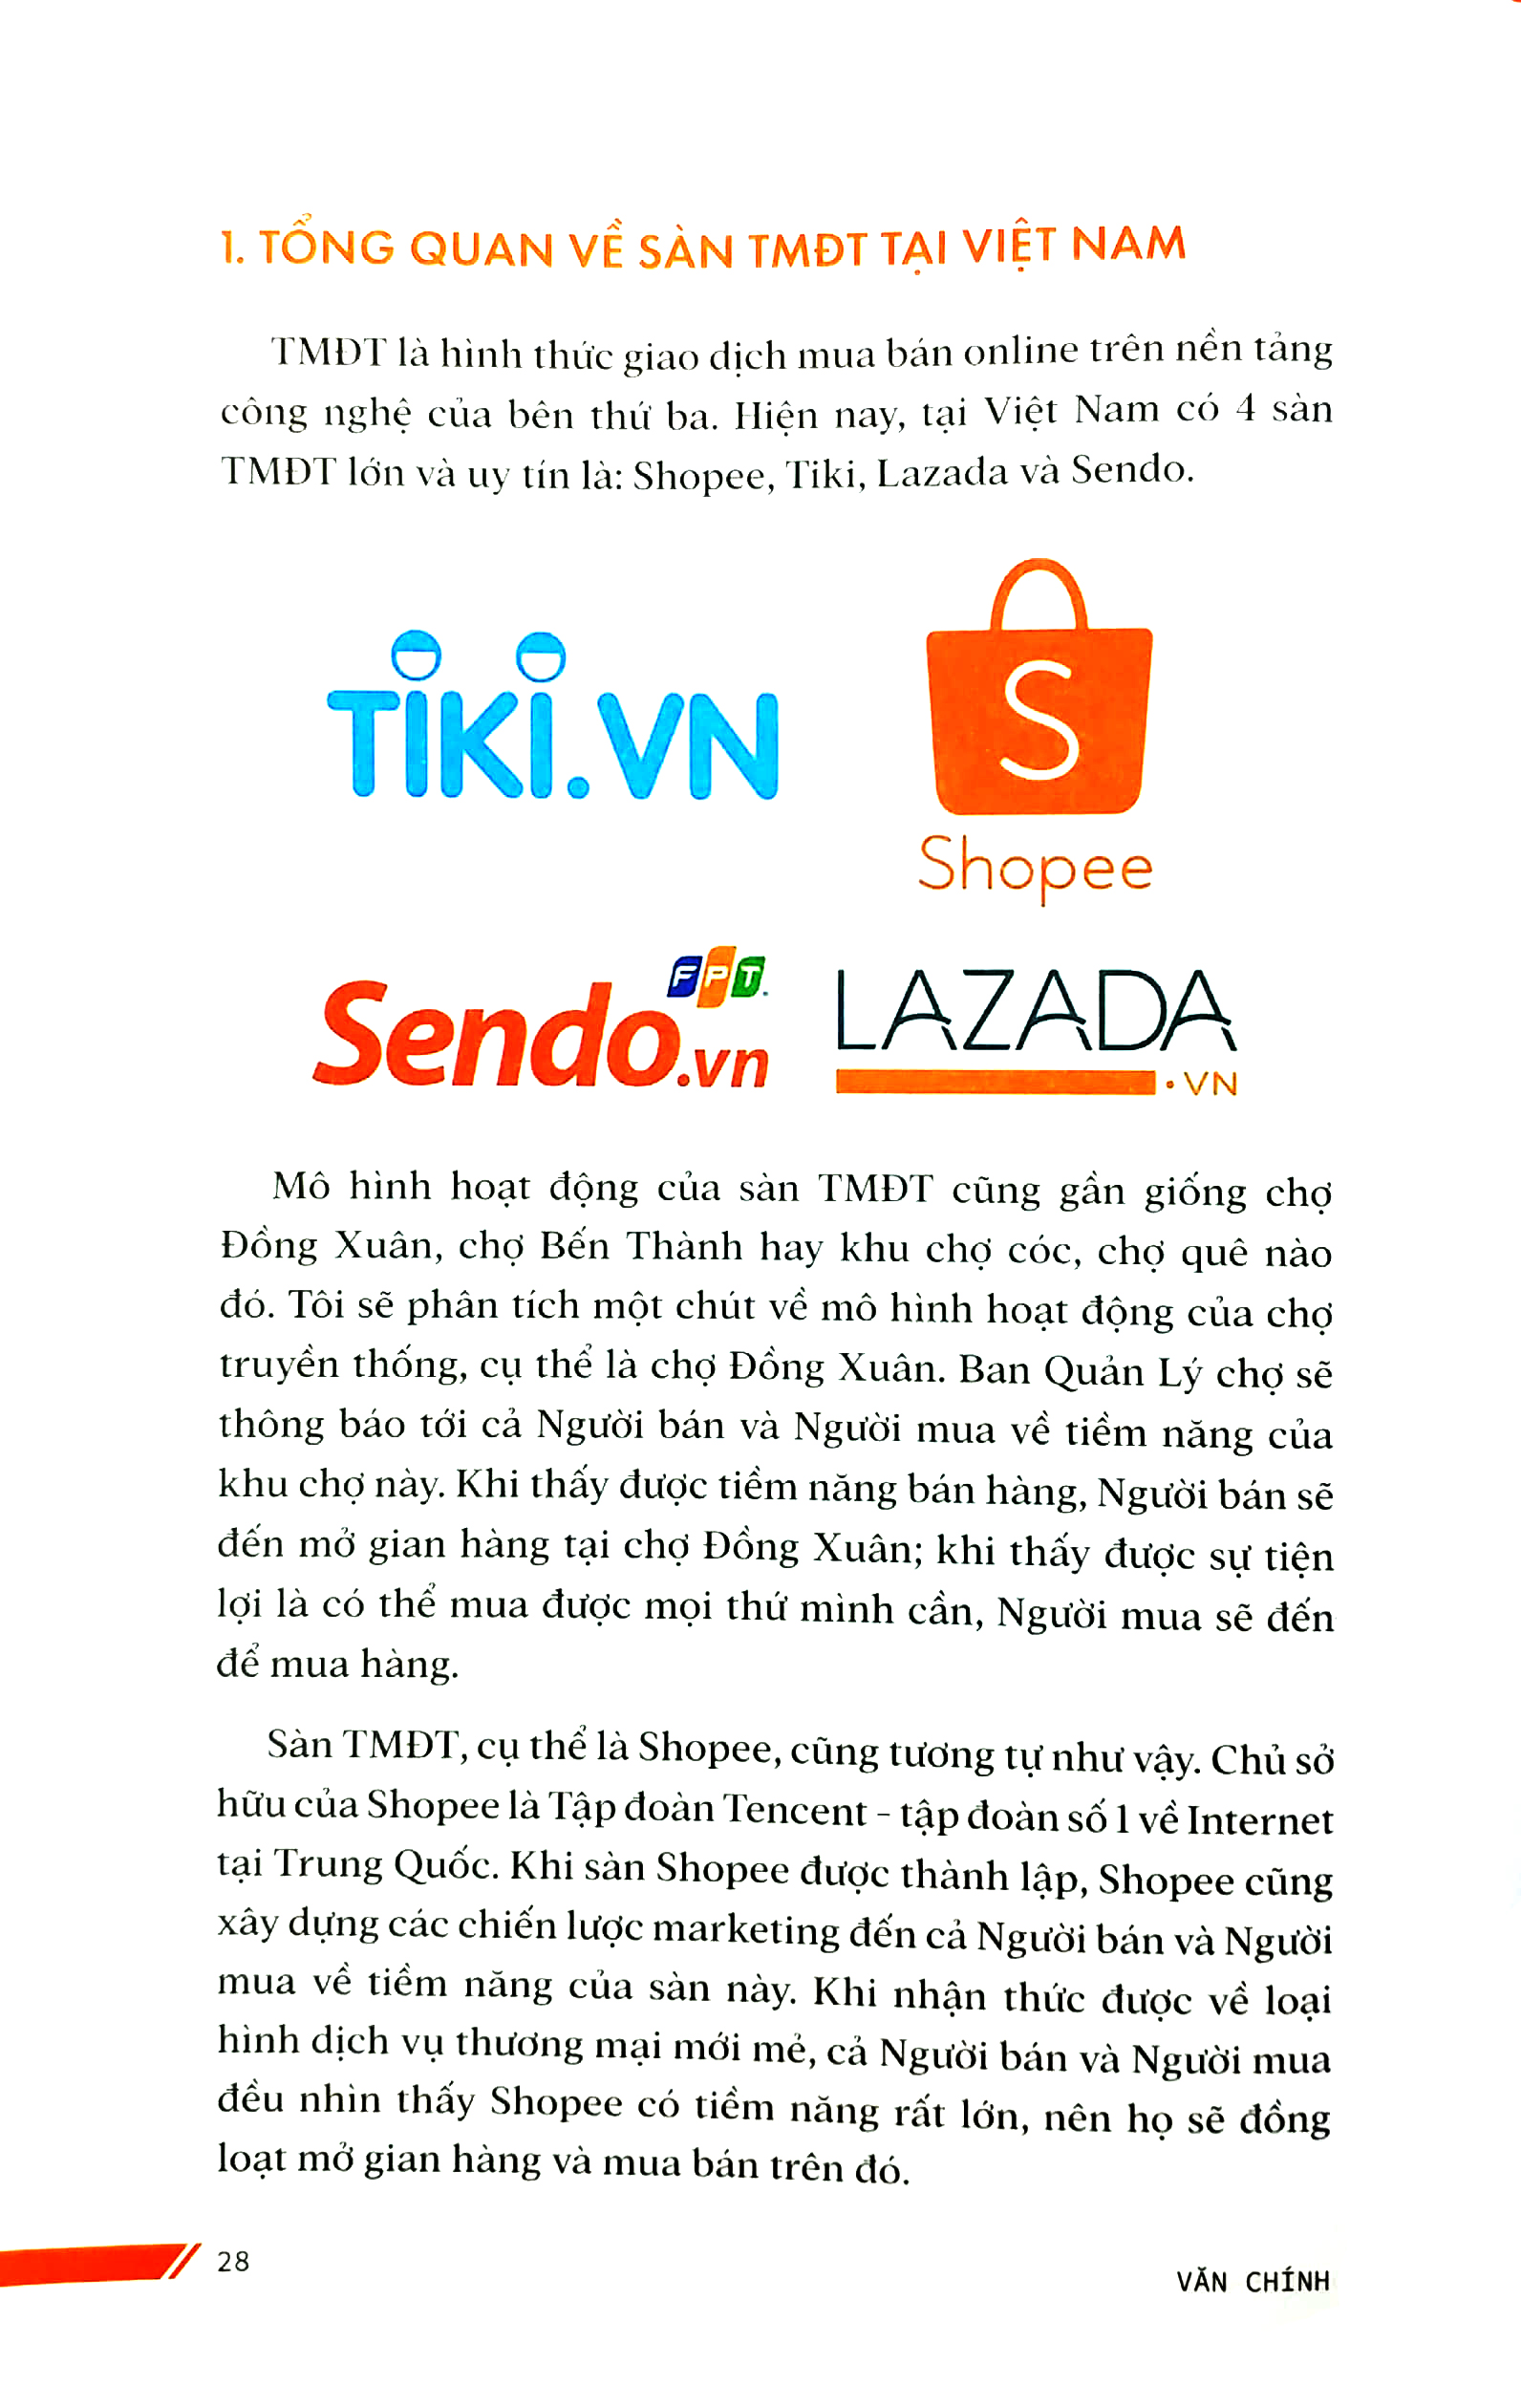 1. TỔNG QUAN VỀ SÀN TMĐT TẠI VIỆT NAM
TMĐT là hình thức giao dịch mua bán online trên nền tảng
công nghệ của bên thứ ba. Hiện nay, tại Việt Nam có 4 sàn
TMĐT lớn và uy tín là: Shopee, Tiki, Lazada và Sendo.
TiKi.VN
S
Shopee
FPT
Sendo.vn
LAZADA
.VN
Mô hình hoạt động của sàn TMĐT cũng gần giống chợ
Đồng Xuân, chợ Bến Thành hay khu chợ cóc, chợ quê nào
đó. Tôi sẽ phân tích một chút về mô hình hoạt động của chợ
truyền thống, cụ thể là chợ Đồng Xuân. Ban Quản Lý chợ sẽ
thông báo tới cả Người bán và Người mua về tiềm năng của
khu chợ này. Khi thấy được tiềm năng bán hàng, Người bán sẽ
đến mở gian hàng tại chợ Đồng Xuân; khi thấy được sự tiện
lợi là có thể mua được mọi thứ mình cần, Người mua sẽ đến
để mua hàng.
Sàn TMĐT, cụ thể là Shopee, cũng tương tự như vậy. Chủ sở
hữu của Shopee là Tập đoàn Tencent - tập đoàn số 1 về Internet
tại Trung Quốc. Khi sàn Shopee được thành lập, Shopee cũng
xây dựng các chiến lược marketing đến cả Người bán và Người
mua về tiềm năng của sàn này. Khi nhận thức được về loại
hình dịch vụ thương mại mới mẻ, cả Người bán và Người mua
đều nhìn thấy Shopee có tiềm năng rất lớn, nên họ sẽ đồng
loạt mở gian hàng và mua bán trên đó.
28
VĂN CHÍNH